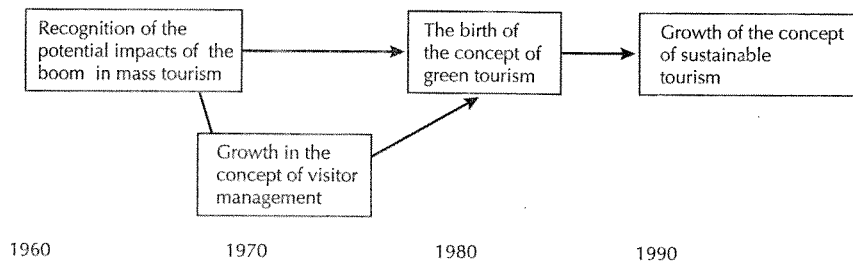 Recognition of the
potential impacts of the
boom in mass tourism
The birth of
the concept of
green tourism
Growth of the concept
of sustainable
tourism
Growth in the
concept of visitor
management
1960
1970
1980
1990